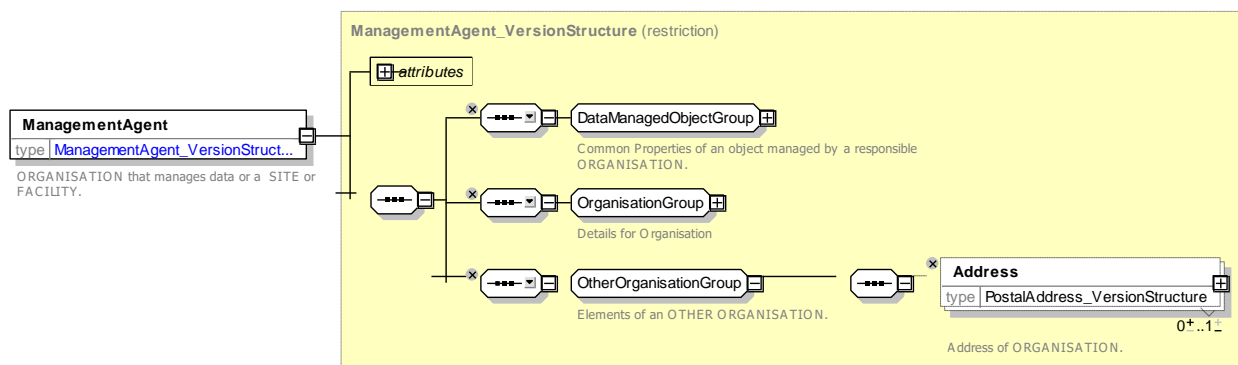 ManagementAgent_VersionStructure (restriction)
attributes
ManagementAgent
type ManagementAgent_VersionStruct...
ORGANISATION that manages data or a SITE or
FACILITY.
DataManagedObjectGroup
Common Properties of an object managed by a responsible
ORGANISATION.
OrganisationGroup
Details for Organisation
OtherOrganisationGroup
Elements of an OTHER ORGANISATION.
Address
type PostalAddress_VersionStructure
0±..1±
Address of ORGANISATION.